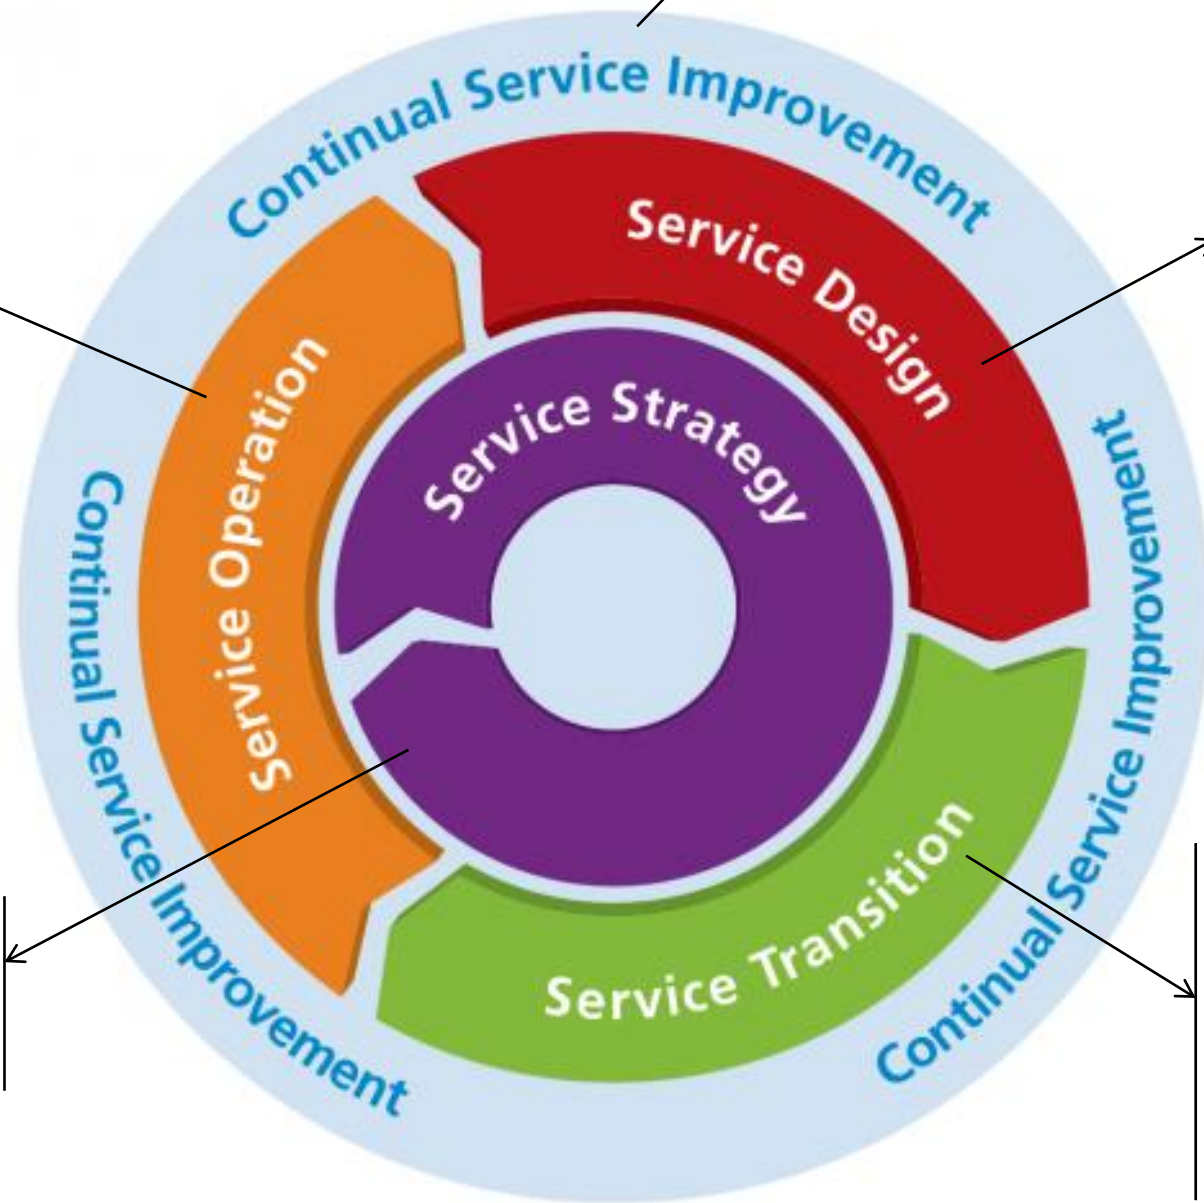 Continual Service Improvement
Service Design
Service Strategy
Service Operation
Service Transition
Continual Service Improvement
Continual Service Improvement